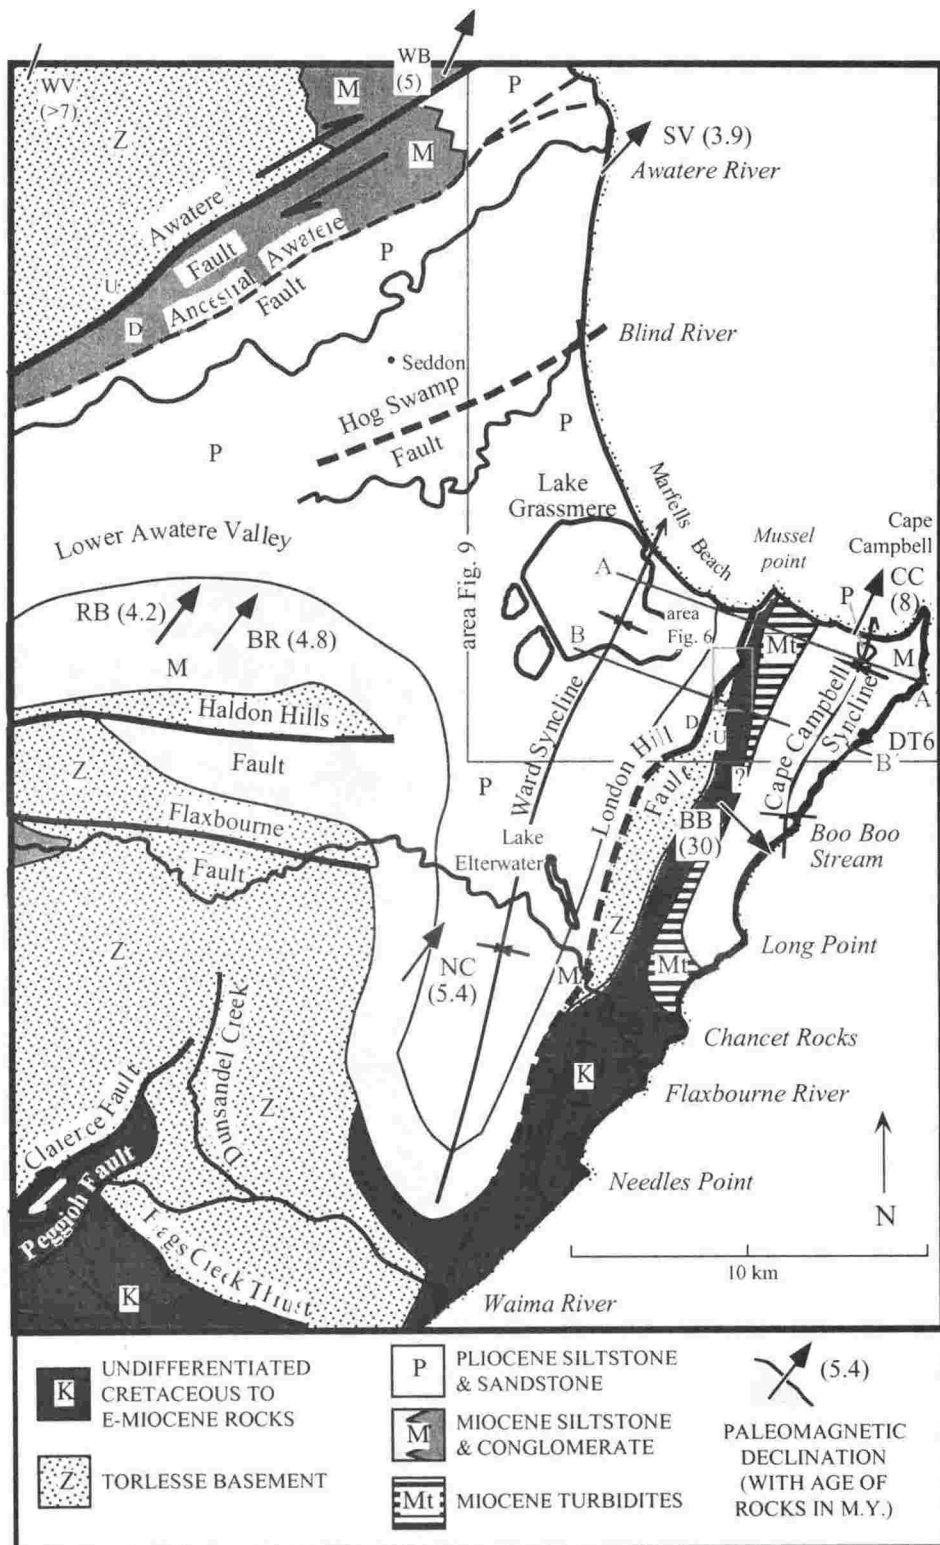 WV
(>7)
WB
(5)
M
P
Z
M
SV (3.9)
Awatere River
Awatere
Fault
U
D
Ancestral Awatere
Fault
P
Blind River
Seddon
Hog Swamp
Fault
P
P
Lake
Grassmere
Marfells
Beach
Mussel
point
Cape
Campbell
CC
(8)
P
Lower Awatere Valley
area Fig. 9
A
B
area
Fig. 6
Mt
M
A
RB (4.2)
BR (4.8)
M
Haldon Hills
Fault
Z
Flaxbourne
Fault
Ward Syncline
London Hill
Fault
D
U
?
Cape Campbell
Syncline
DT6
B
P
BB
(30)
Boo Boo
Stream
Lake
Elterwater
Z
Z
Long Point
NC
(5.4)
M
Mt
Chancet Rocks
K
Flaxbourne River
Dunsandel Creek
Z
Clarence Fault
Peggioh Fault
Needles Point
N
Fags Creek Thrust
10 km
K
Waima River
K
UNDIFFERENTIATED
CRETACEOUS TO
E-MIOCENE ROCKS
Z
TORLESSE BASEMENT
P
PLIOCENE SILTSTONE
& SANDSTONE
M
MIOCENE SILTSTONE
& CONGLOMERATE
Mt
MIOCENE TURBIDITES
(5.4)
PALEOMAGNETIC
DECLINATION
(WITH AGE OF
ROCKS IN M.Y.)